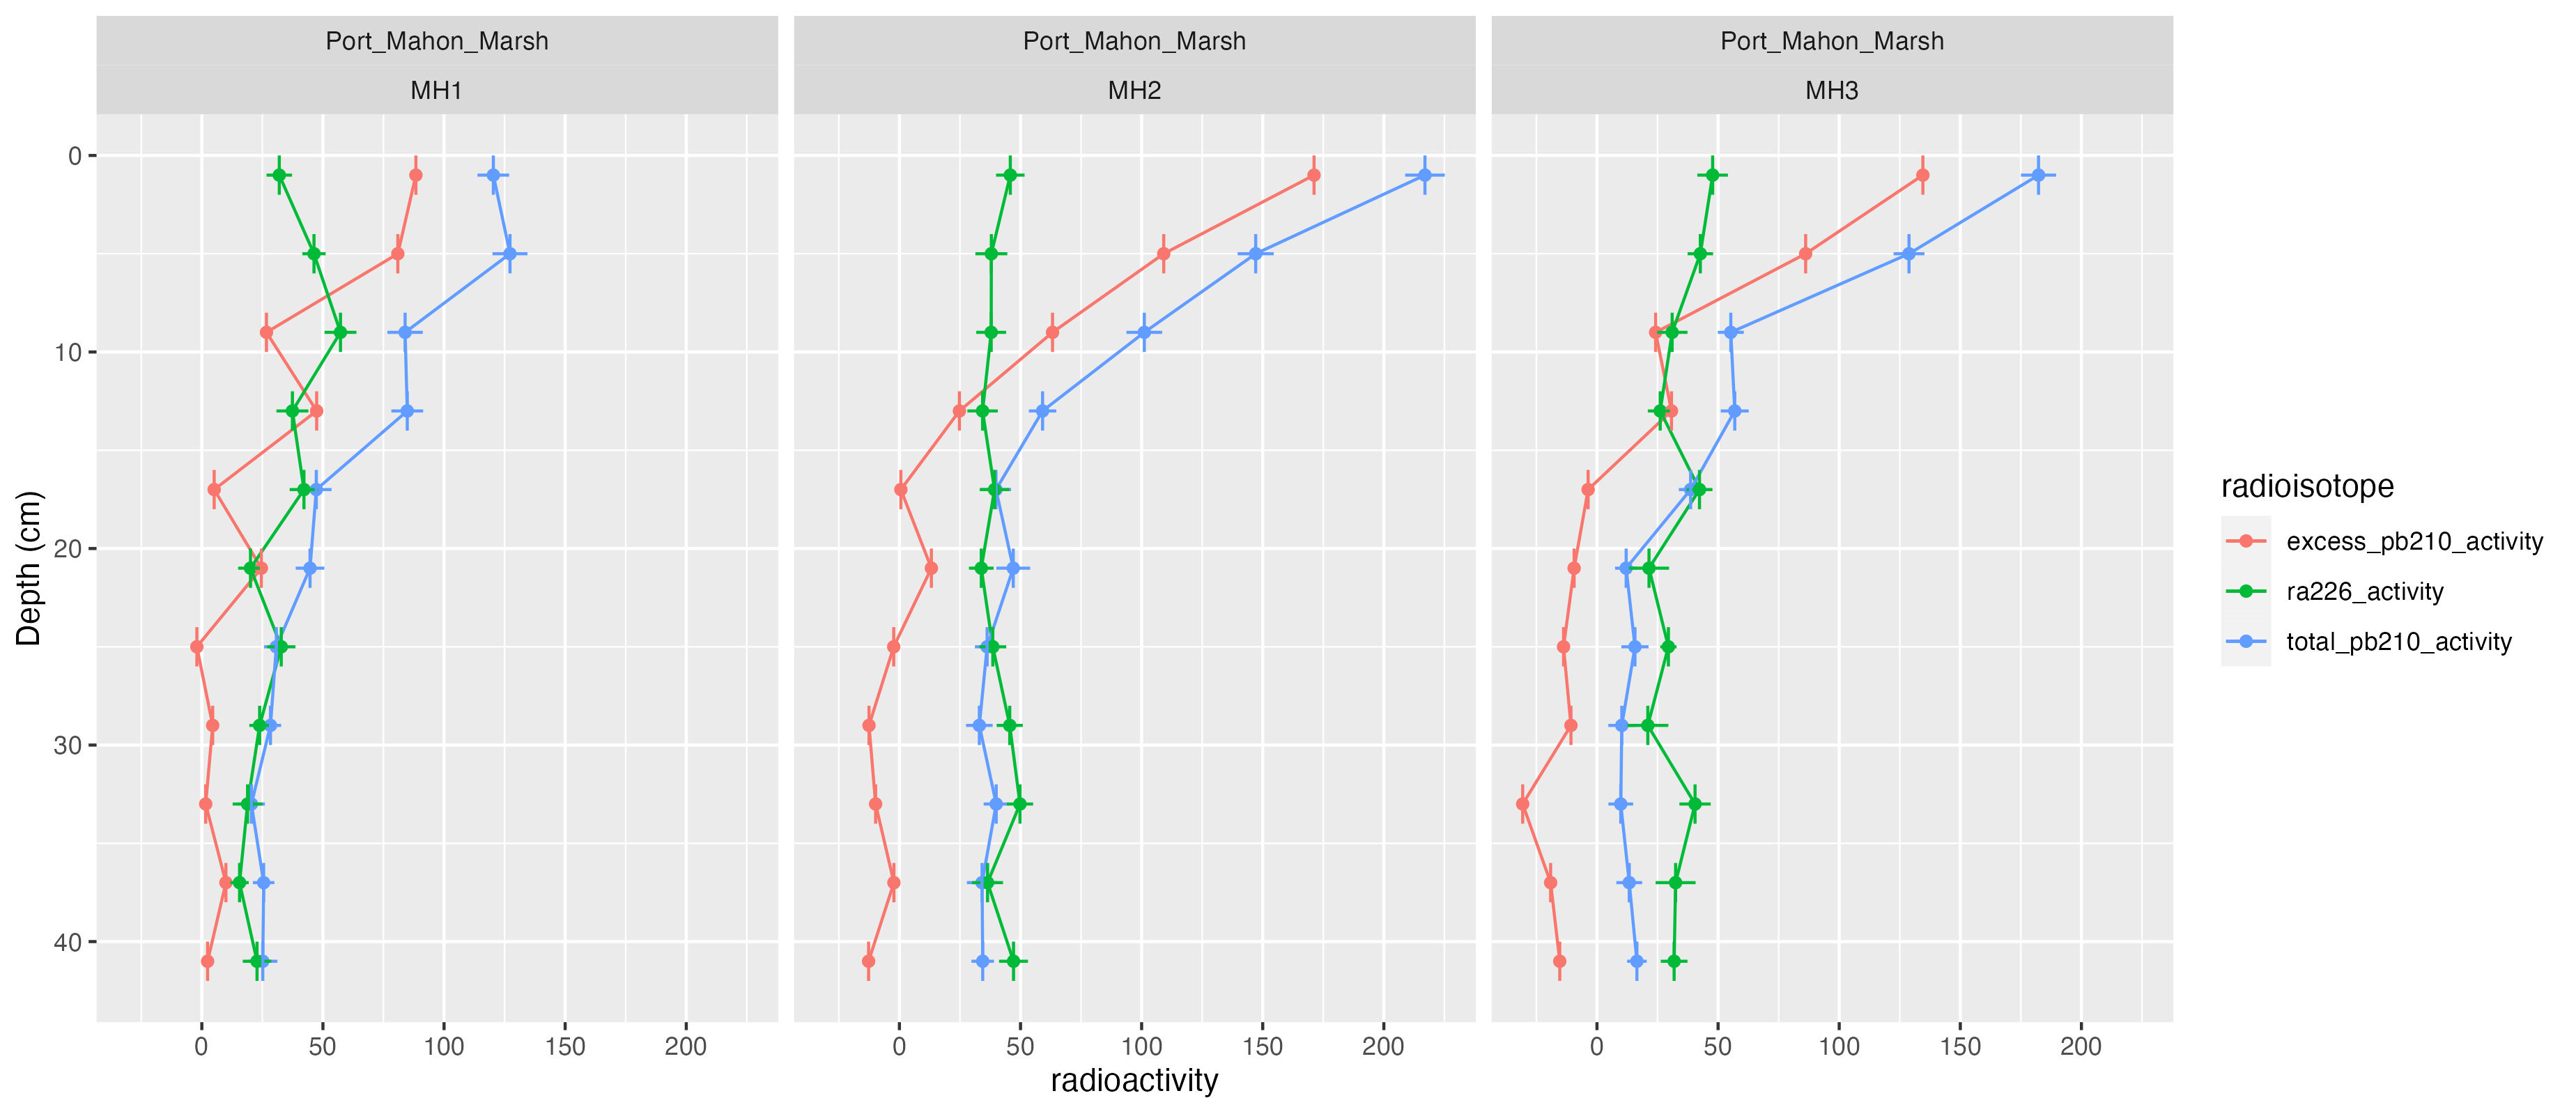 Port_Mahon_Marsh Port_Mahon_Marsh Port_Mahon_Marsh
MH1 MH2 MH3
0
10
20
30
40
Depth (cm)
0 50 100 150 200 0 50 100 150 200 0 50 100 150 200
radioactivity
radioisotope
excess_pb210_activity
ra226_activity
total_pb210_activity